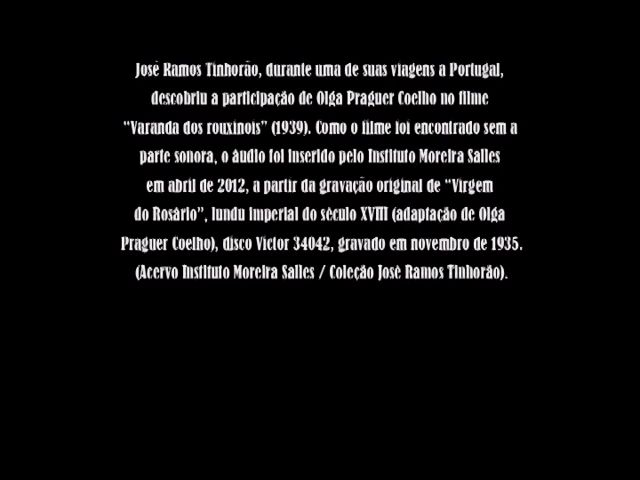 José Ramos Tinhorão, durante uma de suas viagens a Portugal,
descobriu a participação de Olga Praguer Coelho no filme
“Varanda dos rouxinois” (1939). Como o filme foi encontrado sem a
parte sonora, o áudio foi inserido pelo Instituto Moreira Salles
em abril de 2012, a partir da gravação original de “Virgem
do Rosário”, lundu imperial do século XVIII (adaptação de Olga
Praguer Coelho), disco Victor 34042, gravado em novembro de 1935.
(Acervo Instituto Moreira Salles / Coleção José Ramos Tinhorão).